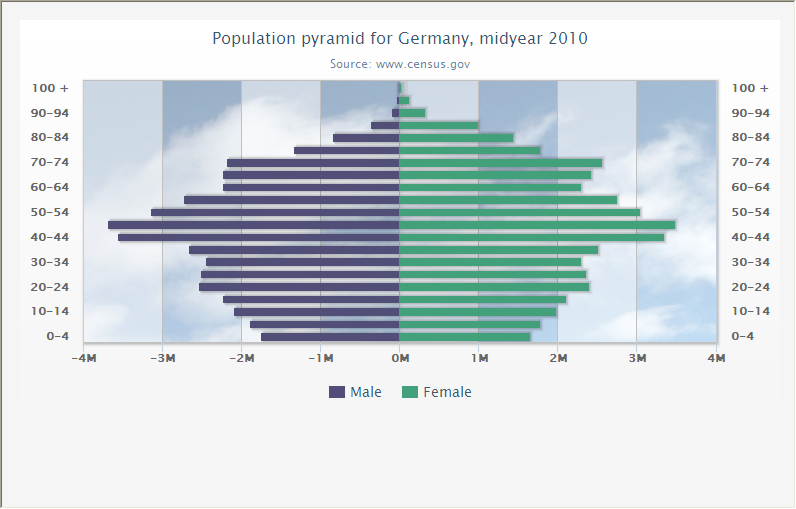 Population pyramid for Germany, midyear 2010
Source: www.census.gov
100 + 100 +
90-94 90-94
80-84 80-84
70-74 70-74
60-64 60-64
50-54 50-54
40-44 40-44
30-34 30-34
20-24 20-24
10-14 10-14
0-4 0-4
-4M -3M -2M -1M 0M 1M 2M 3M 4M
Male Female